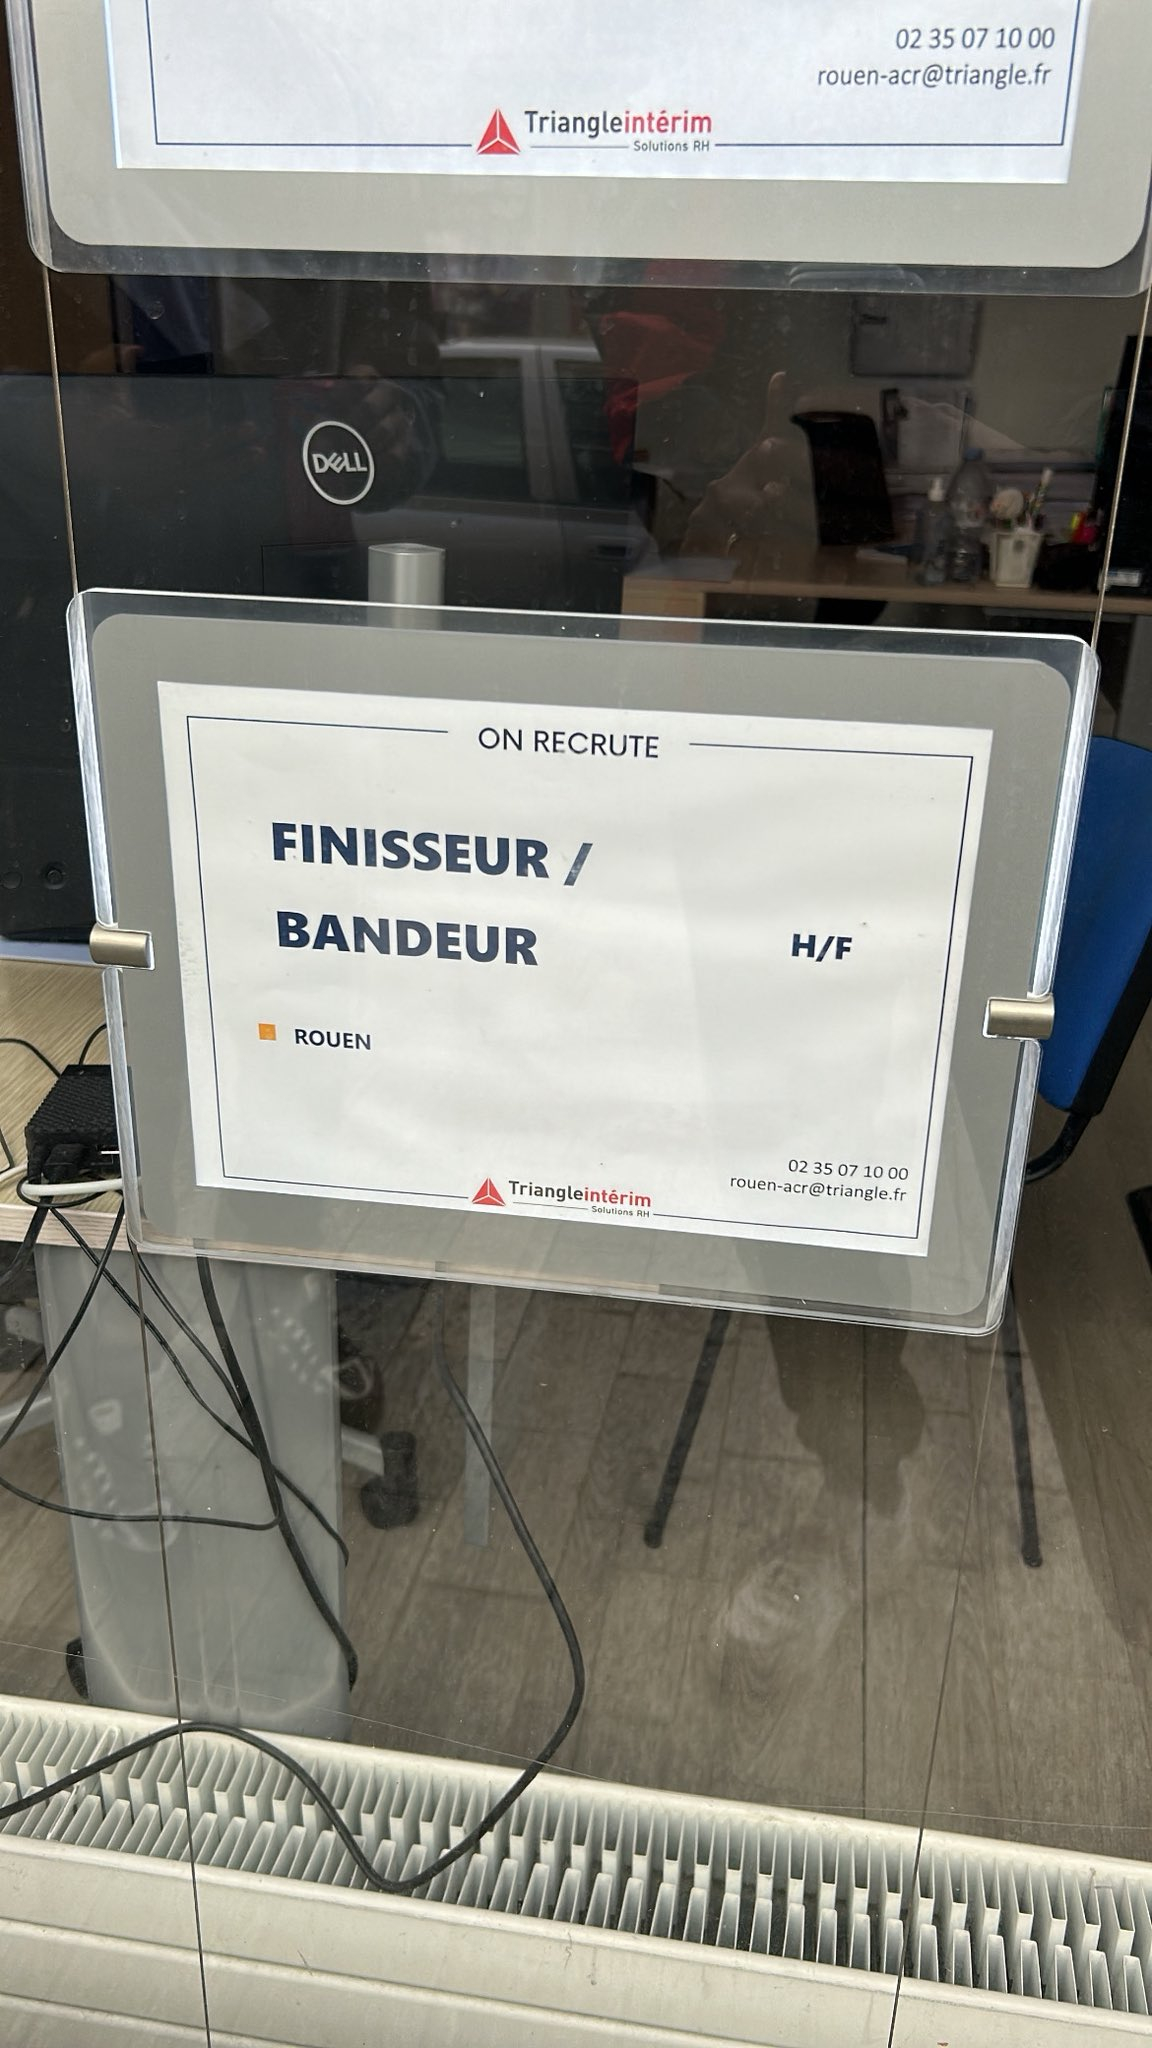 02 35 07 10 00
rouen-acr@triangle.fr
Triangleintérim
Solutions RH
DELL
ON RECRUTE
FINISSEUR /
BANDEUR H/F
ROUEN
02 35 07 10 00
rouen-acr@triangle.fr
Triangleintérim
Solutions RH